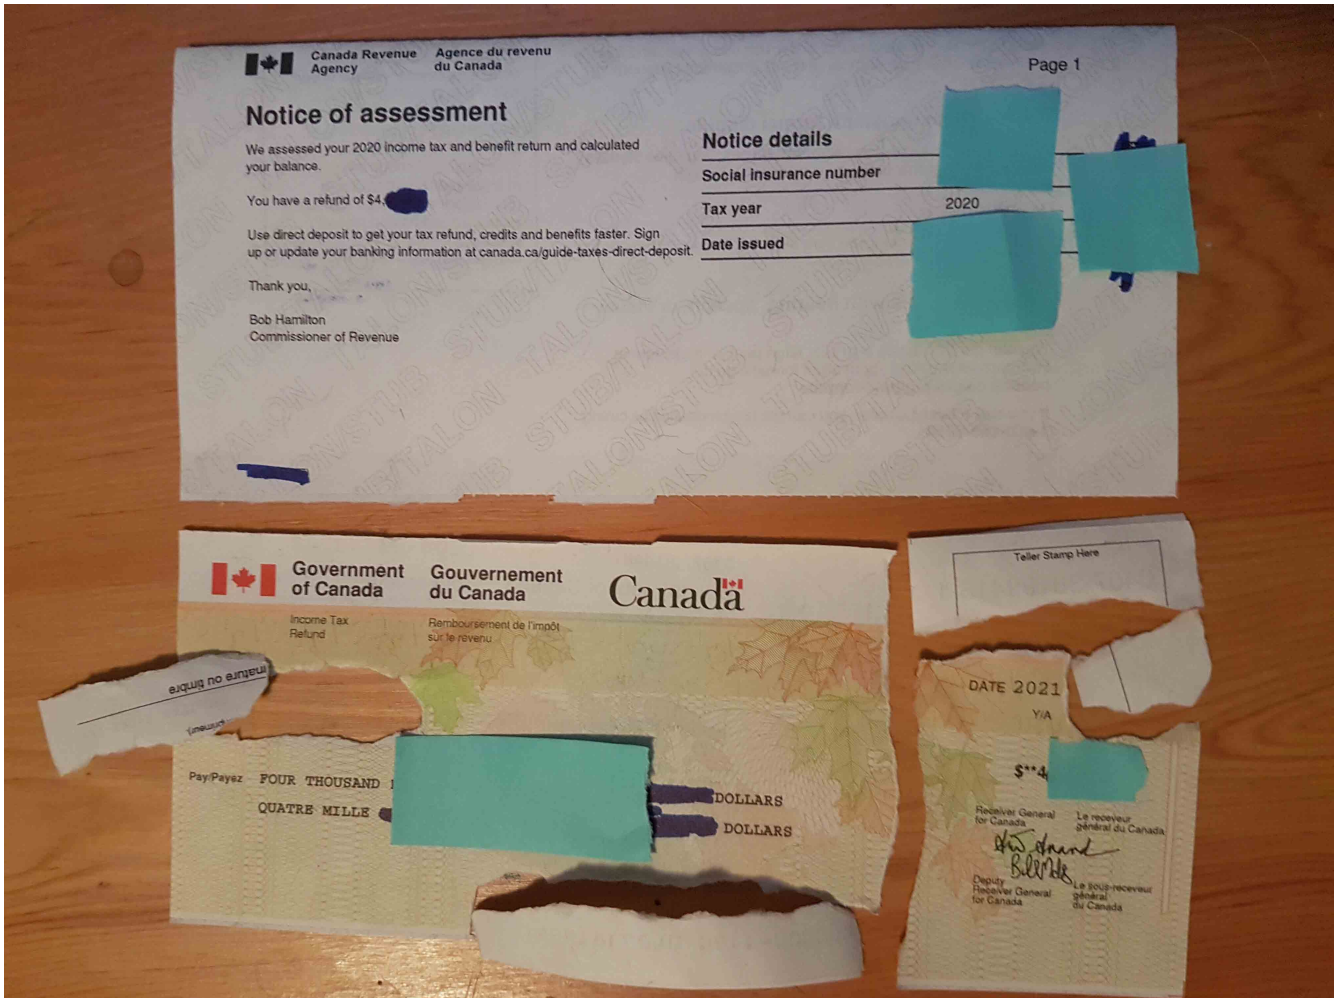 Canada Revenue Agency
Agence du revenu du Canada
Page 1
Notice of assessment
We assessed your 2020 income tax and benefit return and calculated
your balance.
You have a refund of $4,
Use direct deposit to get your tax refund, credits and benefits faster. Sign
up or update your banking information at canada.ca/guide-taxes-direct-deposit.
Thank you,
Bob Hamilton
Commissioner of Revenue
Notice details
Social insurance number
Tax year 2020
Date issued
Government of Canada
Gouvernement du Canada
Canada
Income Tax Refund
Remboursement de l'impôt sur le revenu
ou timbre
Pay/Payez FOUR THOUSAND
DOLLARS
QUATRE MILLE
DOLLARS
Teller Stamp Here
DATE 2021
Y/A
$**4
Receiver General for Canada
Le receveur général du Canada
Deputy Receiver General for Canada
Le sous-receveur général du Canada